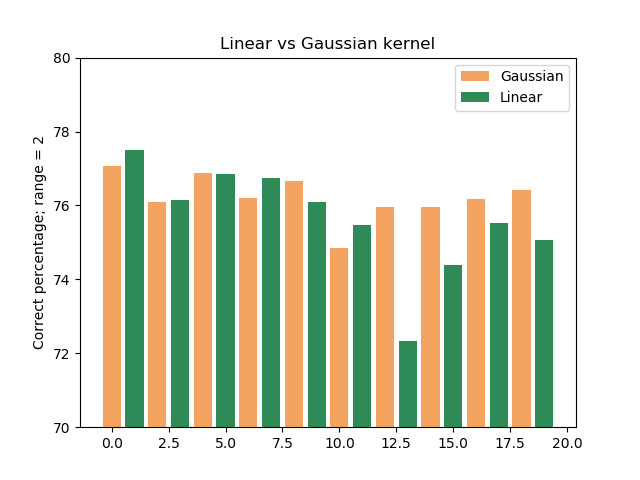 Linear vs Gaussian kernel
Gaussian
Linear
Correct percentage; range = 2
80
78
76
74
72
70
0.0 2.5 5.0 7.5 10.0 12.5 15.0 17.5 20.0